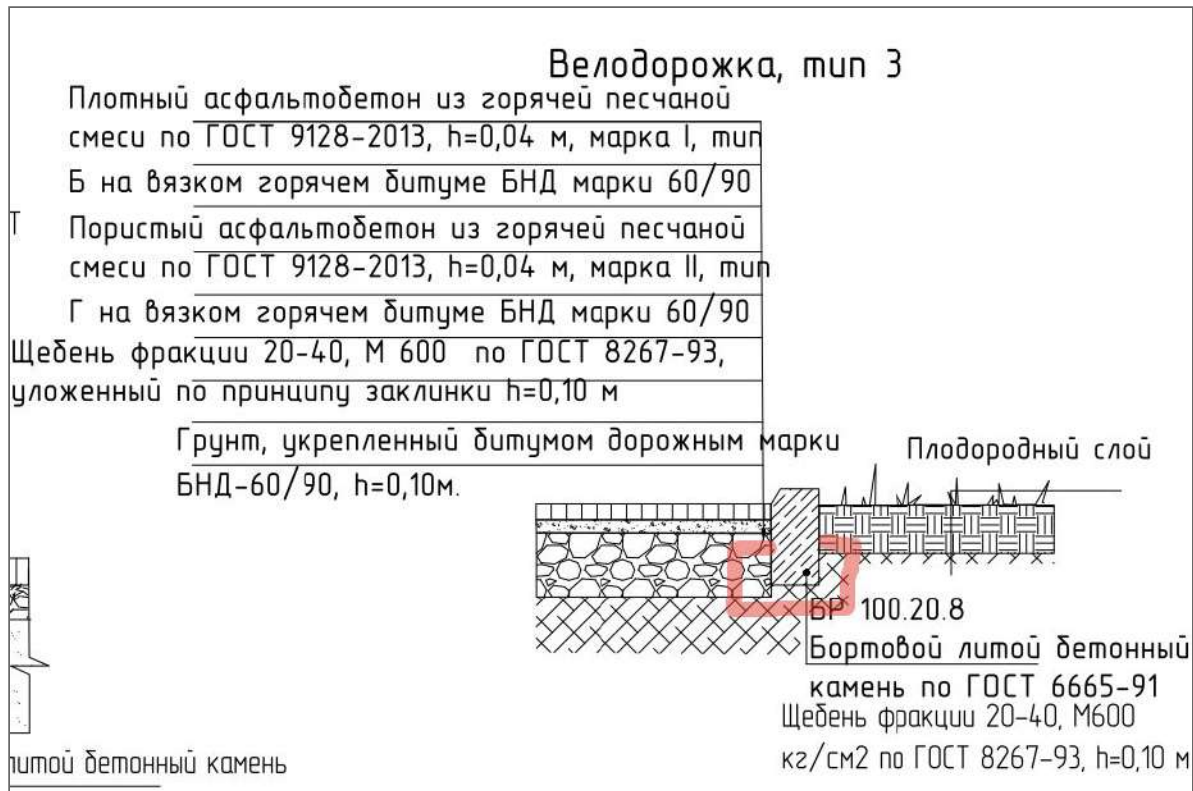 Велодорожка, тип 3
Плотный асфальтобетон из горячей песчаной
смеси по ГОСТ 9128-2013, h=0,04 м, марка I, тип
Б на вязком горячем битуме БНД марки 60/90
Т
Пористый асфальтобетон из горячей песчаной
смеси по ГОСТ 9128-2013, h=0,04 м, марка II, тип
Г на вязком горячем битуме БНД марки 60/90
Щебень фракции 20-40, М 600 по ГОСТ 8267-93,
уложенный по принципу заклинки h=0,10 м
Грунт, укрепленный битумом дорожным марки
БНД-60/90, h=0,10м.
Плодородный слой
БР 100.20.8
Бортовой литой бетонный
камень по ГОСТ 6665-91
Щебень фракции 20-40, М600
кг/см2 по ГОСТ 8267-93, h=0,10 м
литой бетонный камень